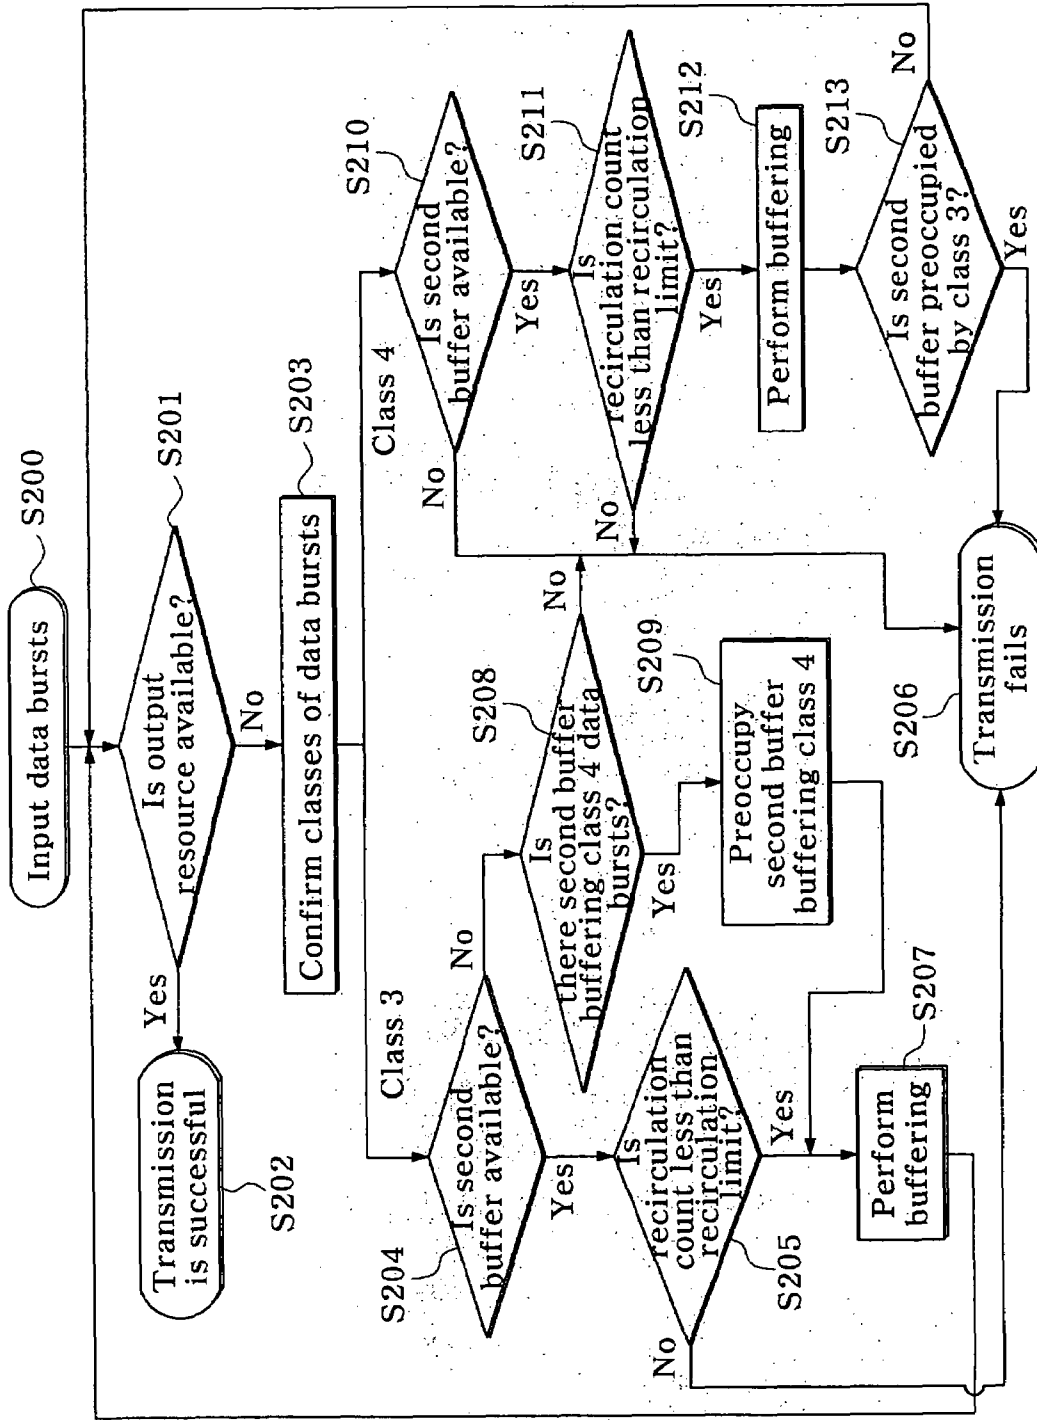 Input data bursts
S200
Is output
resource available?
S201
Yes
No
Transmission
is successful
S202
Confirm classes of data bursts
S203
Class 3
Class 4
Is second
buffer available?
S204
No
Yes
Is
recirculation
count less than
recirculation
limit?
S205
No
Yes
Perform
buffering
S207
Is
there second buffer
buffering class 4 data
bursts?
S208
No
Yes
Preoccupy
second buffer
buffering class 4
S209
Is second
buffer available?
S210
No
Yes
Is
recirculation count
less than recirculation
limit?
S211
No
Yes
Perform buffering
S212
Is second
buffer preoccupied
by class 3?
S213
No
Yes
Transmission
fails
S206